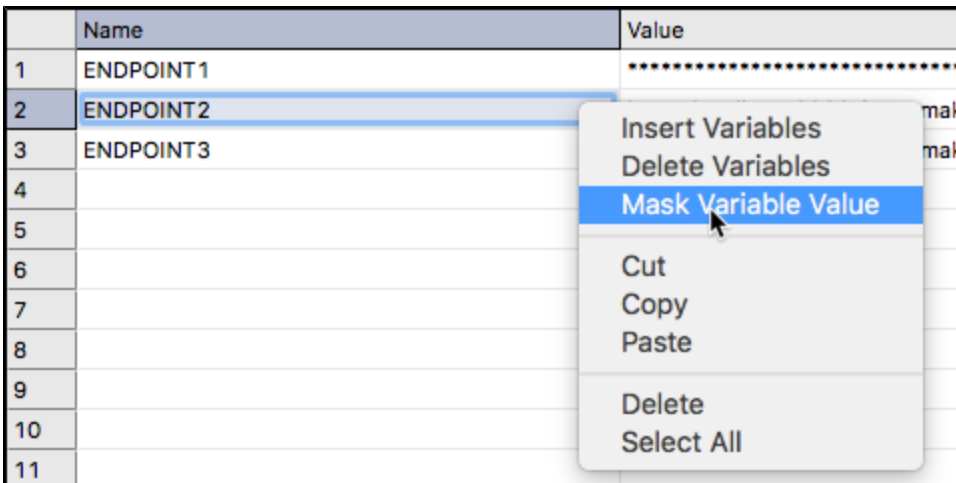 Name Value
1 ENDPOINT1 ******************************
2 ENDPOINT2
3 ENDPOINT3
4
5
6
7
8
9
10
11
Insert Variables
Delete Variables
Mask Variable Value
Cut
Copy
Paste
Delete
Select All